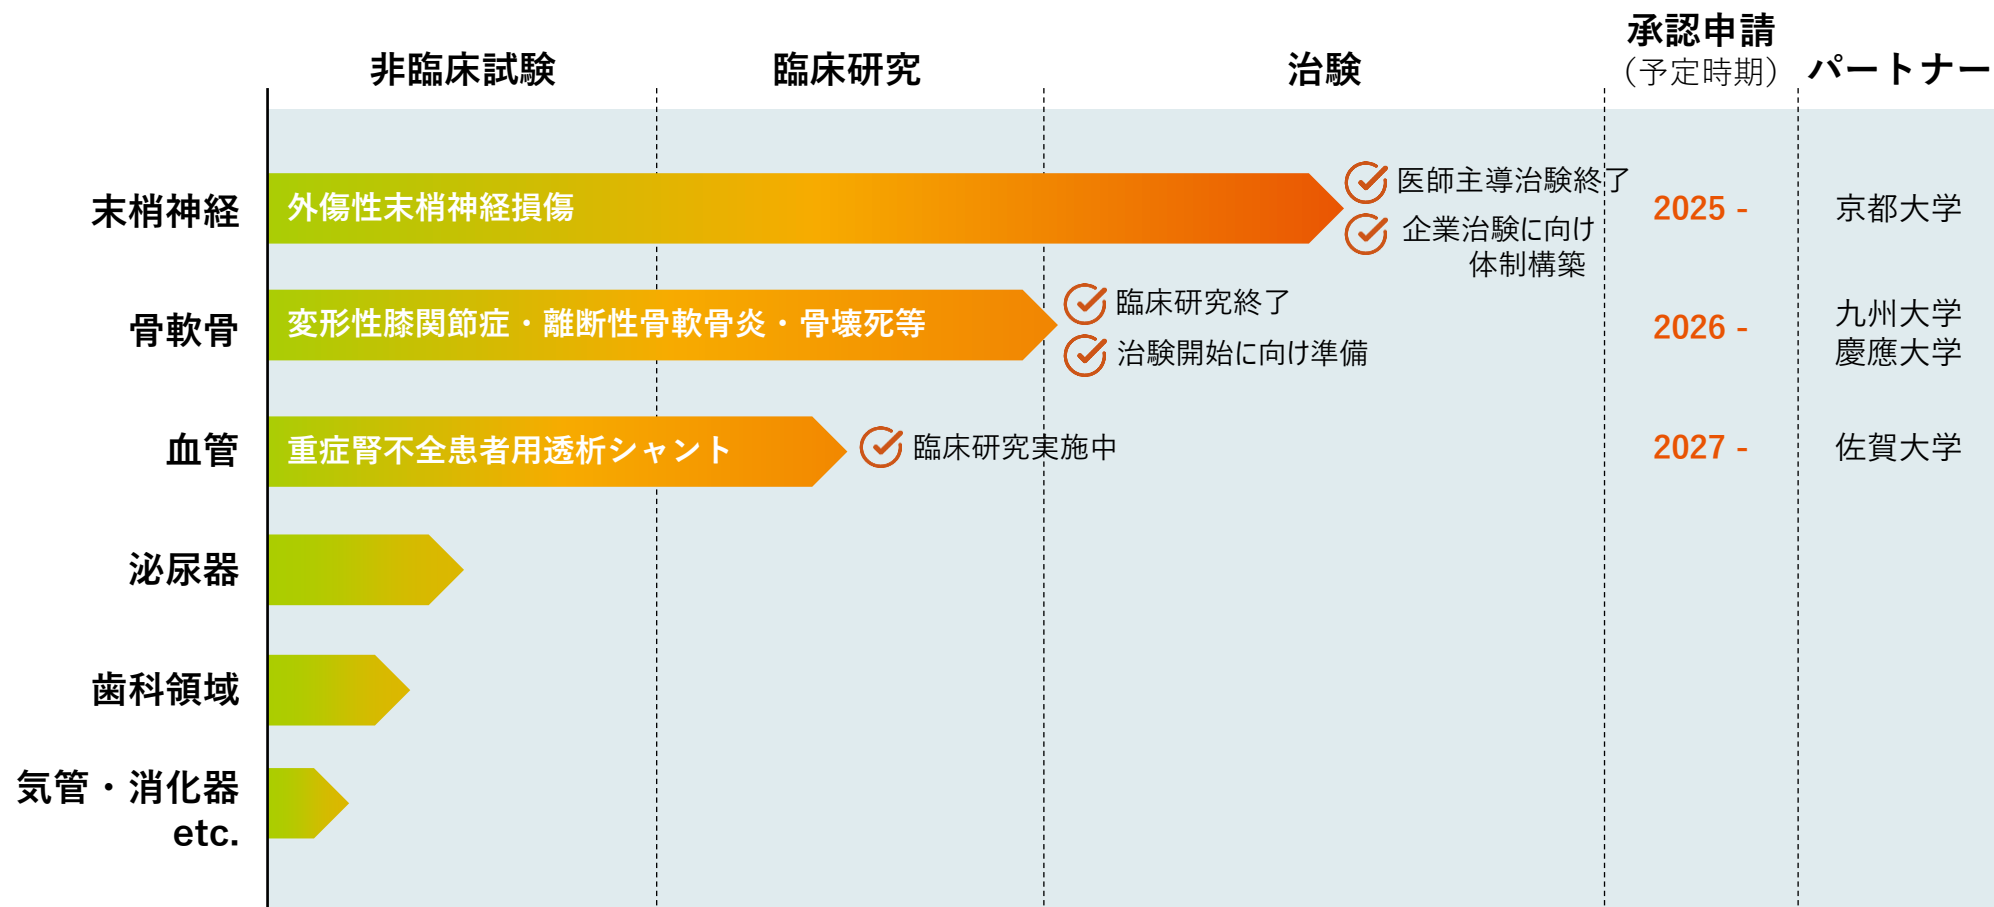 非臨床試験
臨床研究
治験
承認申請
（予定時期）
パートナー
末梢神経
外傷性末梢神経損傷
医師主導治験終了
企業治験に向け
体制構築
2025 -
京都大学
骨軟骨
変形性膝関節症・離断性骨軟骨炎・骨壊死等
臨床研究終了
治験開始に向け準備
2026 -
九州大学
慶應大学
血管
重症腎不全患者用透析シャント
臨床研究実施中
2027 -
佐賀大学
泌尿器
歯科領域
気管・消化器
etc.